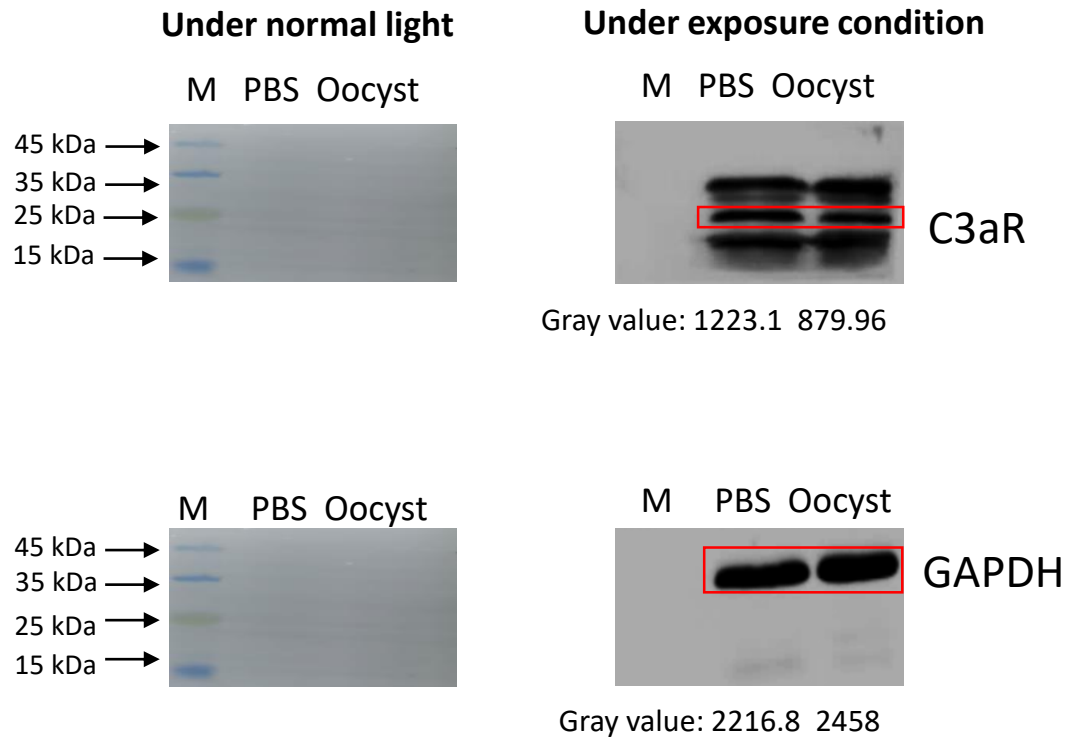 Under normal light
Under exposure condition
M PBS Oocyst
M PBS Oocyst
45 kDa
35 kDa
25 kDa
15 kDa
C3aR
Gray value: 1223.1 879.96
M PBS Oocyst
M PBS Oocyst
45 kDa
35 kDa
25 kDa
15 kDa
GAPDH
Gray value: 2216.8 2458